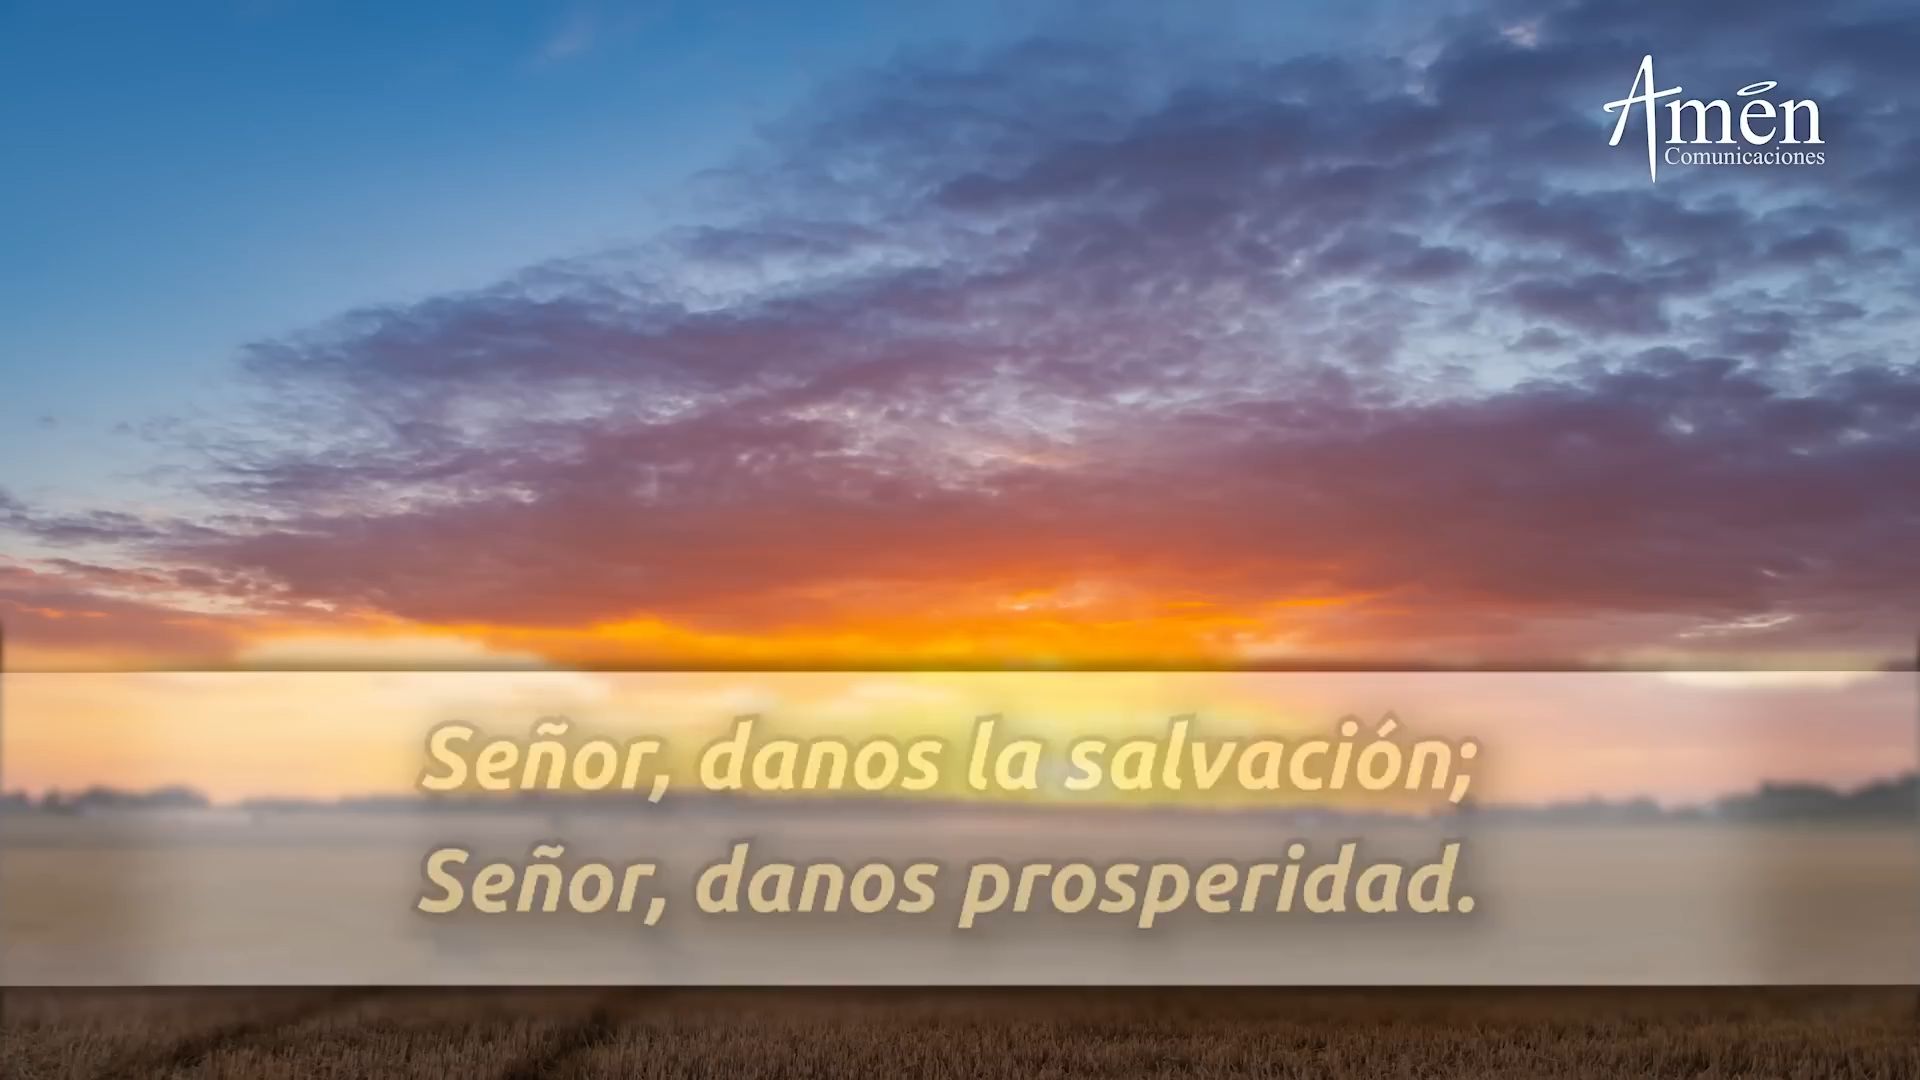 Amén
Comunicaciones
Señor, danos la salvación;
Señor, danos prosperidad.